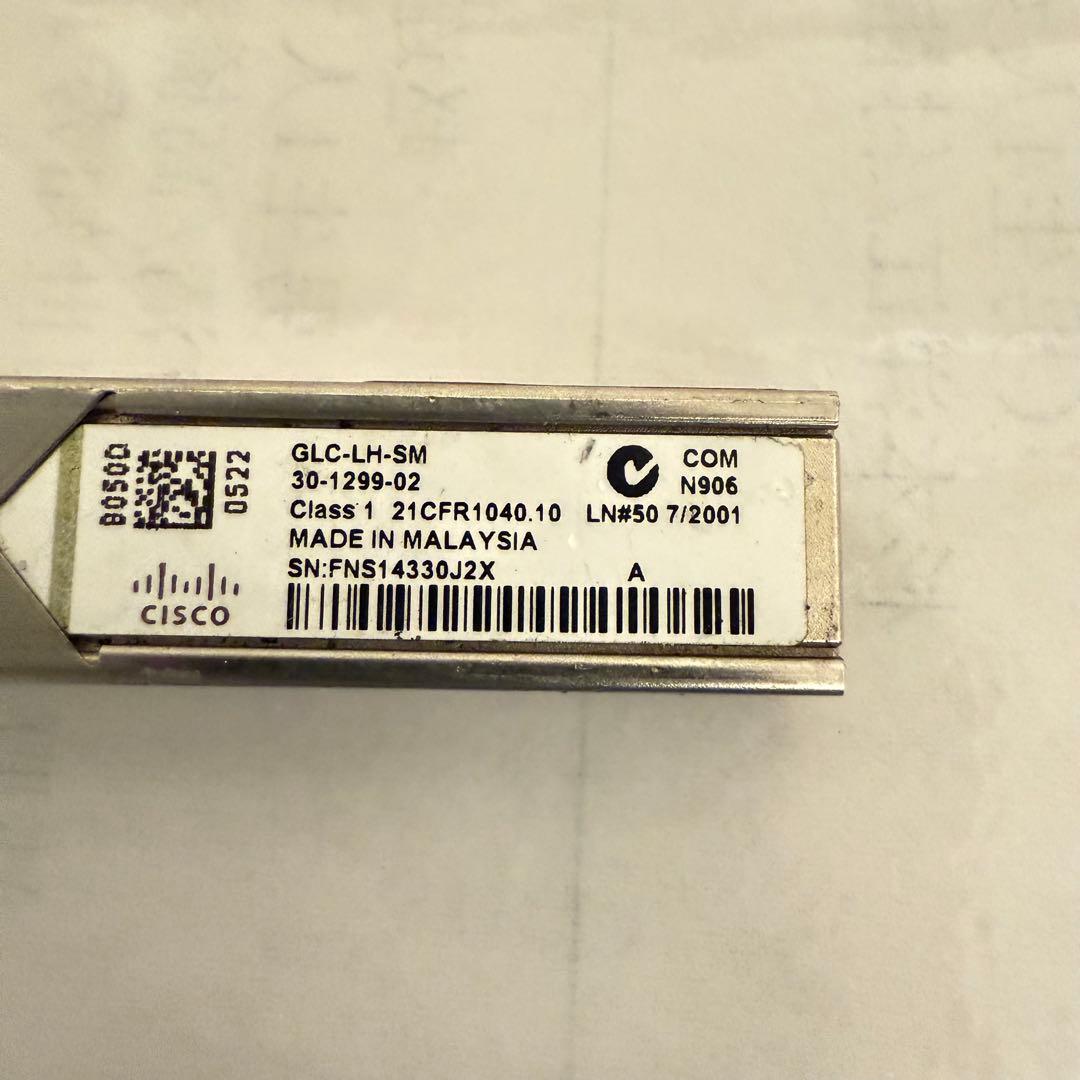 GLC-LH-SM
30-1299-02
Class 1 21CFR1040.10 LN#50 7/2001
MADE IN MALAYSIA
SN:FNS14330J2X A
COM
N906
0522
CISCO